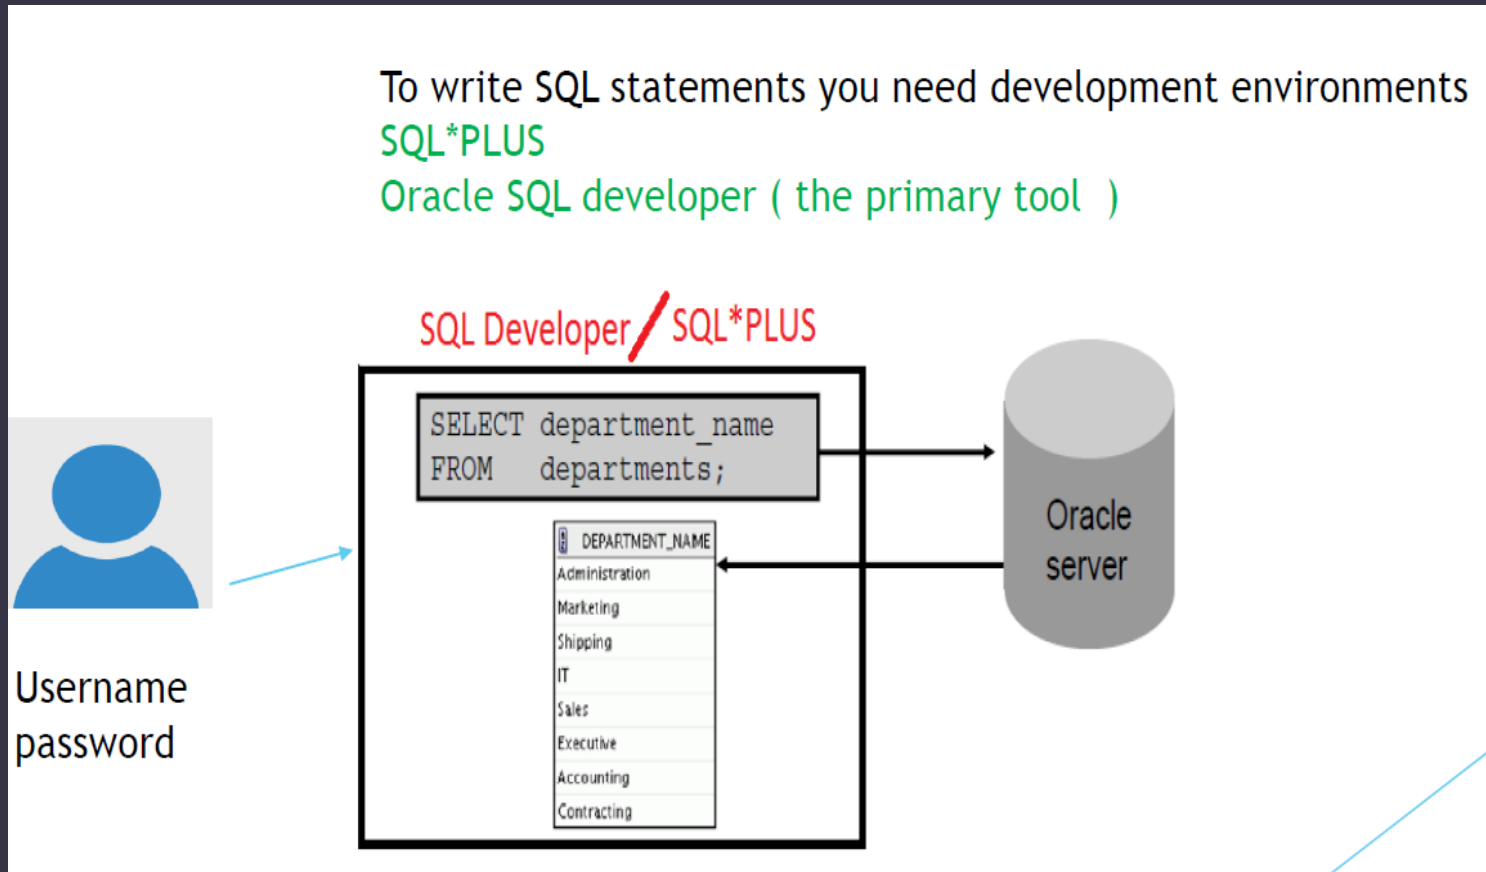 To write SQL statements you need development environments
SQL*PLUS
Oracle SQL developer ( the primary tool )
SQL Developer/SQL*PLUS
SELECT department_name
FROM departments;
DEPARTMENT_NAME
Administration
Marketing
Shipping
IT
Sales
Executive
Accounting
Contracting
Oracle
server
Username
password